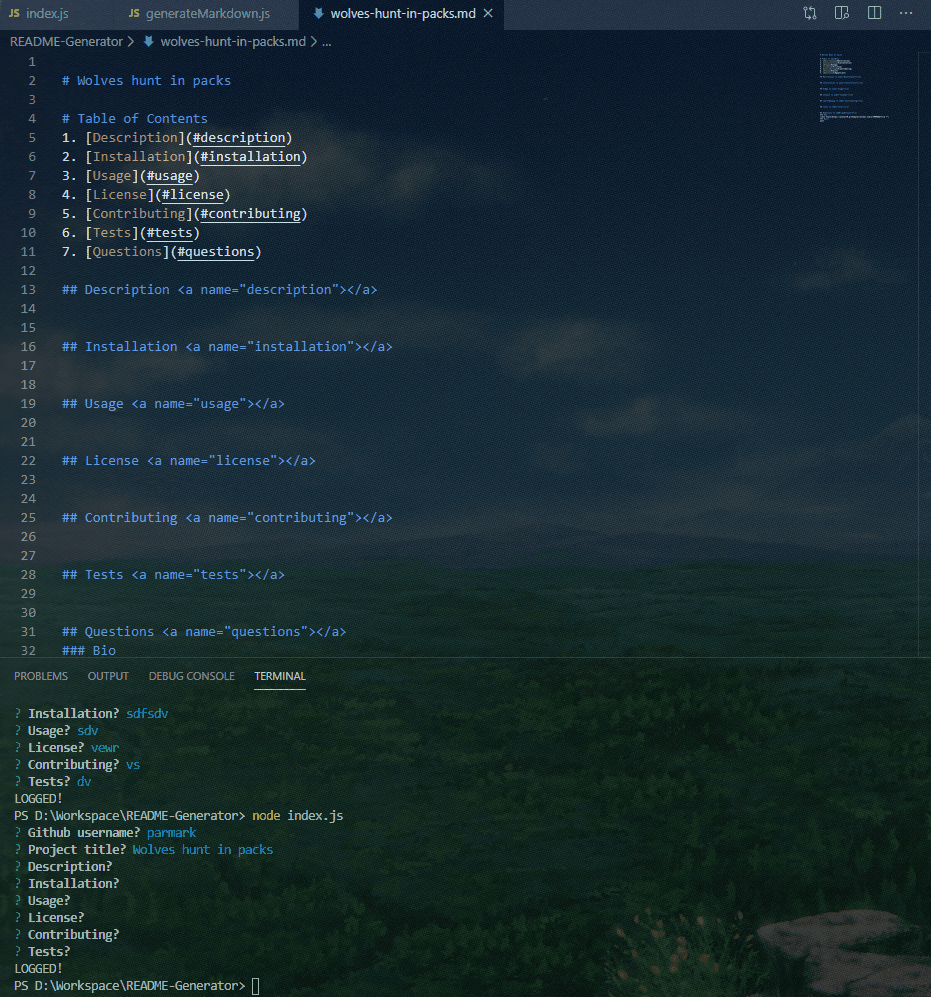 JS index.js
JS generateMarkdown.js
wolves-hunt-in-packs.md ×
README-Generator > wolves-hunt-in-packs.md > ...
1
2 # Wolves hunt in packs
3
4 # Table of Contents
5 1. [Description](#description)
6 2. [Installation](#installation)
7 3. [Usage](#usage)
8 4. [License](#license)
9 5. [Contributing](#contributing)
10 6. [Tests](#tests)
11 7. [Questions](#questions)
12
13 ## Description <a name="description"></a>
14
15
16 ## Installation <a name="installation"></a>
17
18
19 ## Usage <a name="usage"></a>
20
21
22 ## License <a name="license"></a>
23
24
25 ## Contributing <a name="contributing"></a>
26
27
28 ## Tests <a name="tests"></a>
29
30
31 ## Questions <a name="questions"></a>
32 ### Bio
PROBLEMS OUTPUT DEBUG CONSOLE TERMINAL
? Installation? sdfsdv
? Usage? sdv
? License? vewr
? Contributing? vs
? Tests? dv
LOGGED!
PS D:\Workspace\README-Generator> node index.js
? Github username? parmark
? Project title? Wolves hunt in packs
? Description?
? Installation?
? Usage?
? License?
? Contributing?
? Tests?
LOGGED!
PS D:\Workspace\README-Generator>